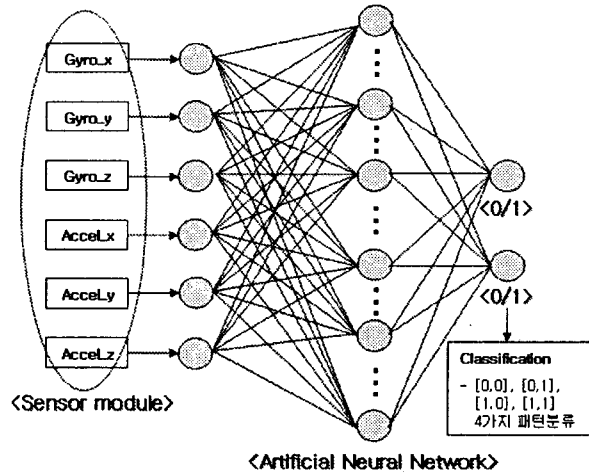 Gyro_x
Gyro_y
Gyro_z
Accel_x
Accel_y
Accel_z
<Sensor module>
<0/1>
<0/1>
Classification
- [0,0], [0,1],
[1,0], [1,1]
4가지 패턴분류
<Artificial Neural Network>